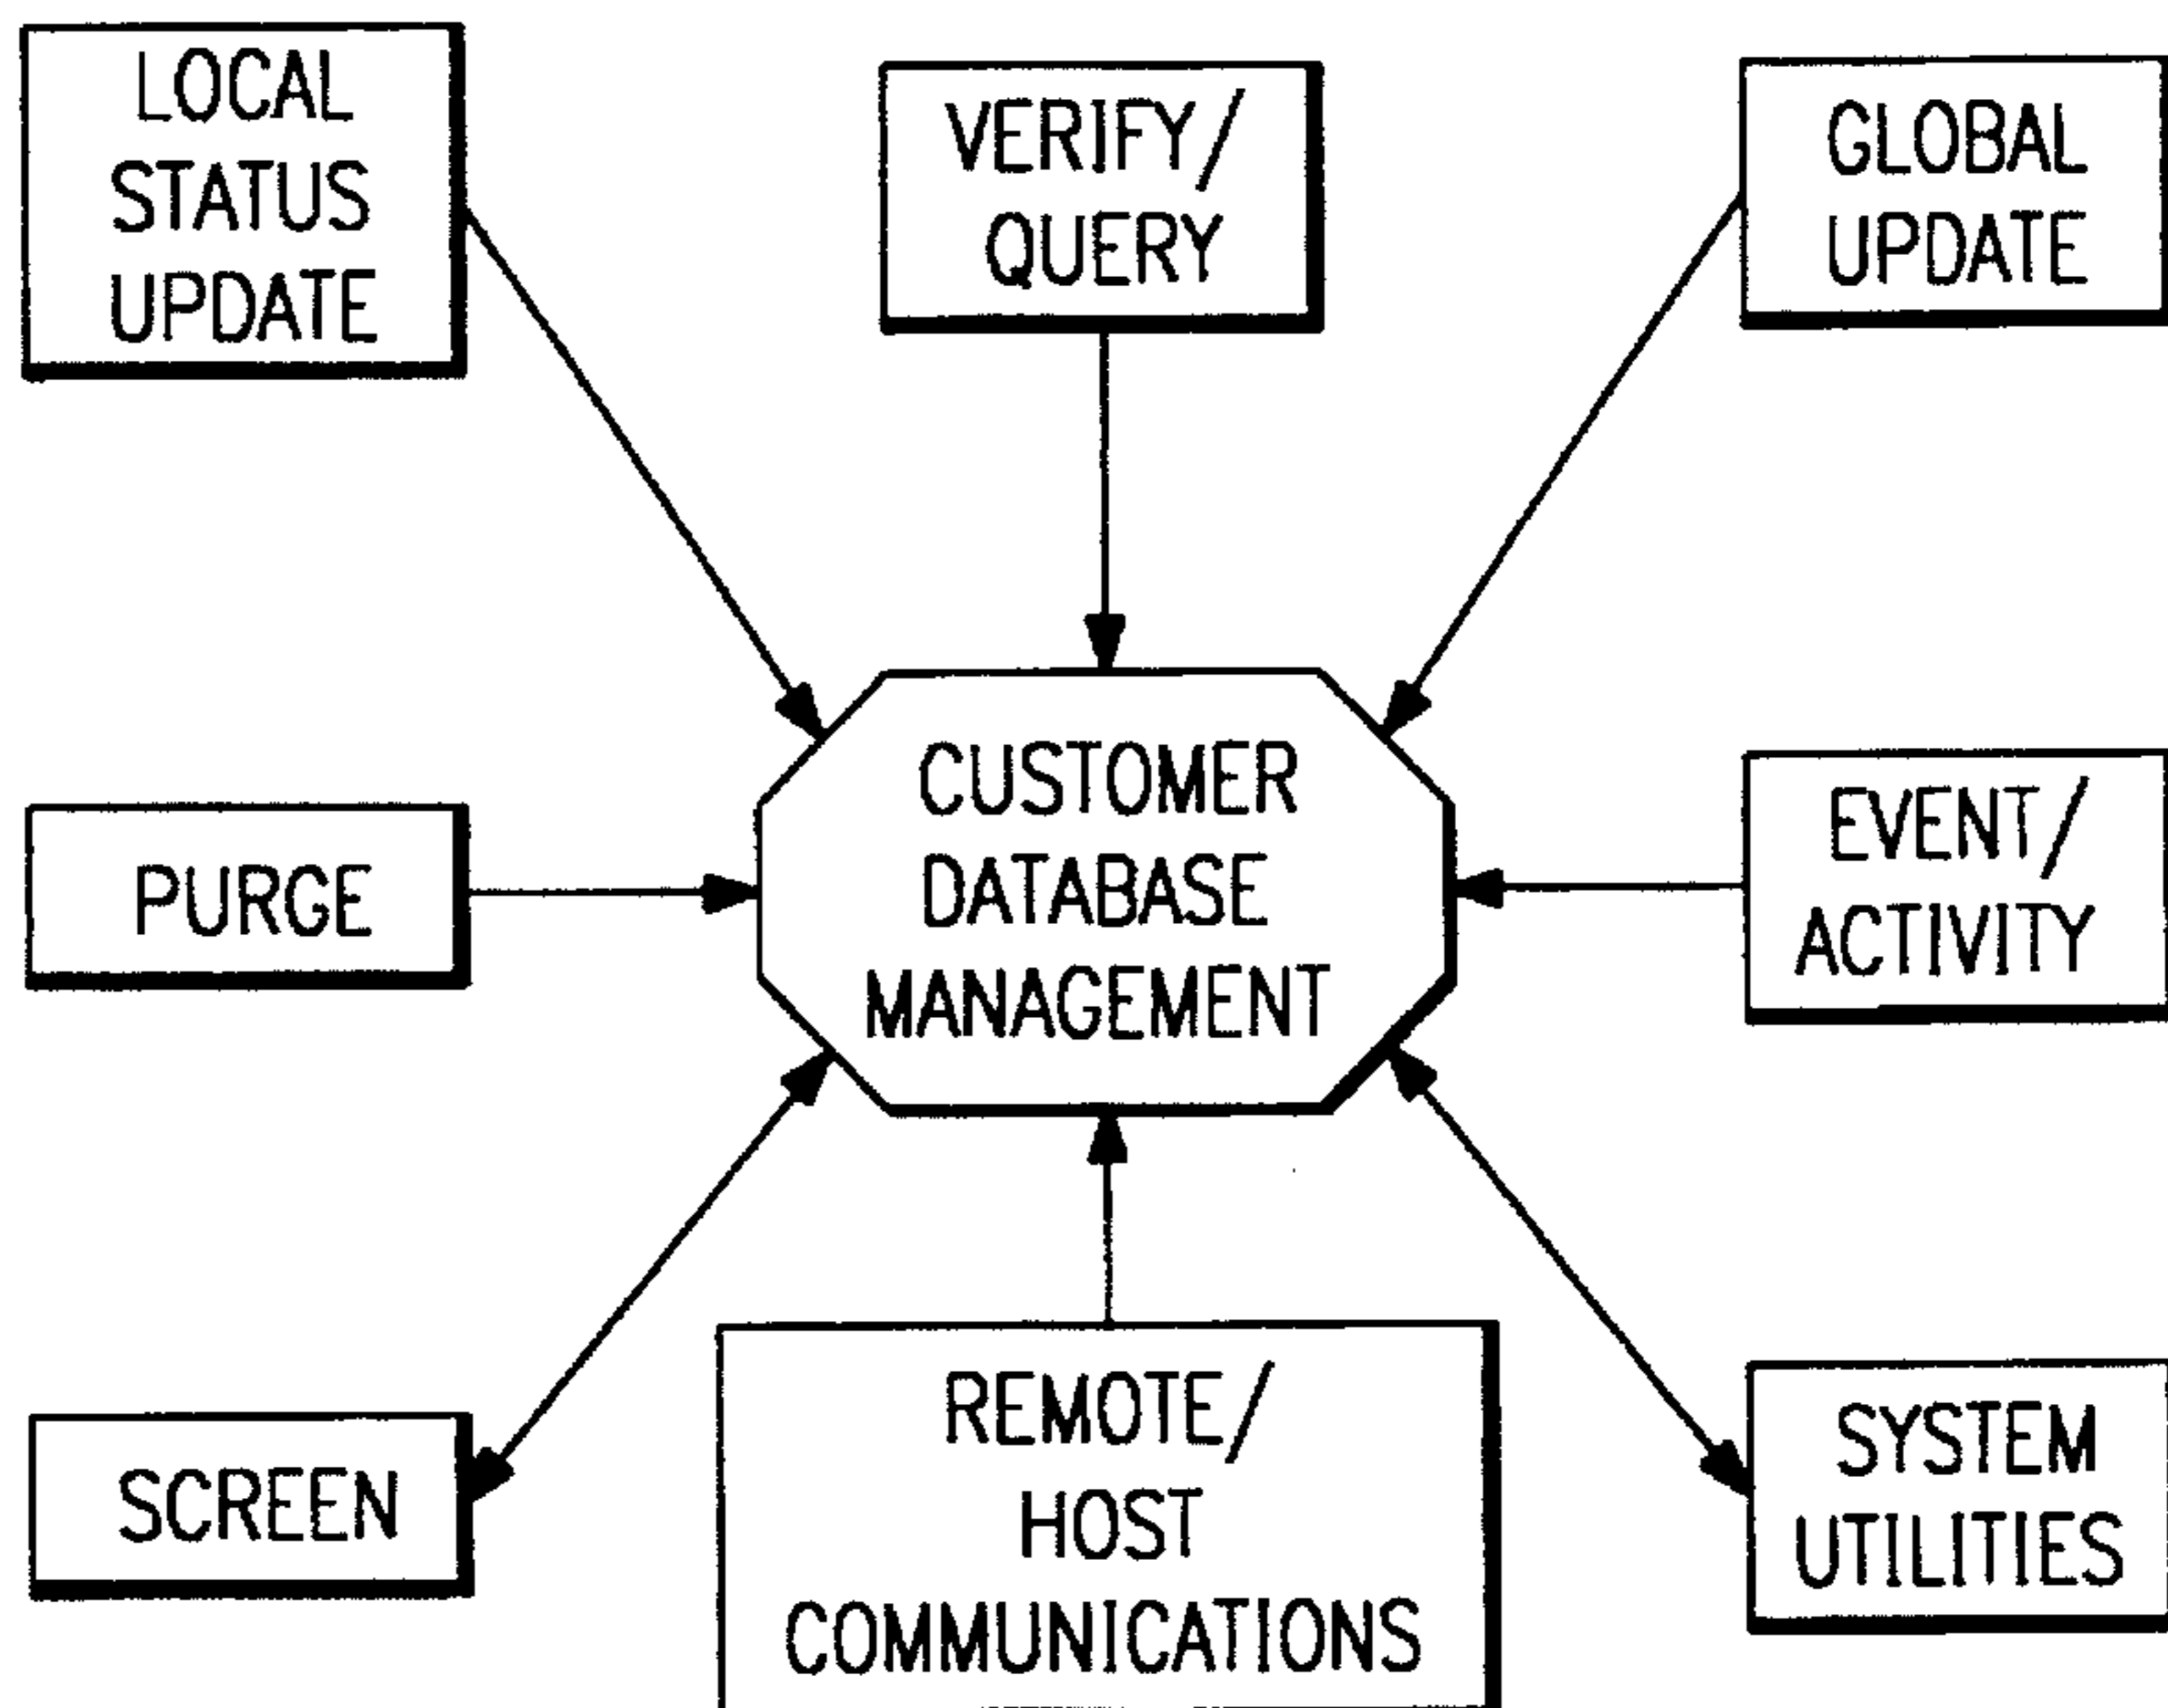 LOCAL
STATUS
UPDATE
VERIFY/
QUERY
GLOBAL
UPDATE
CUSTOMER
DATABASE
MANAGEMENT
PURGE
EVENT/
ACTIVITY
SCREEN
REMOTE/
HOST
COMMUNICATIONS
SYSTEM
UTILITIES